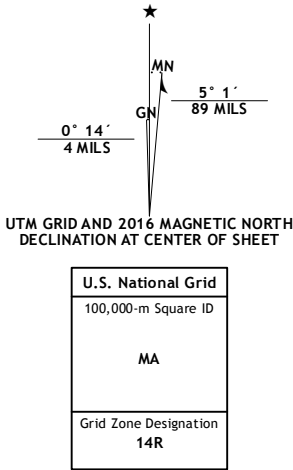 ★
MN
GN
5° 1´
89 MILS
0° 14´
4 MILS
UTM GRID AND 2016 MAGNETIC NORTH
DECLINATION AT CENTER OF SHEET
U.S. National Grid
100,000-m Square ID
MA
Grid Zone Designation
14R